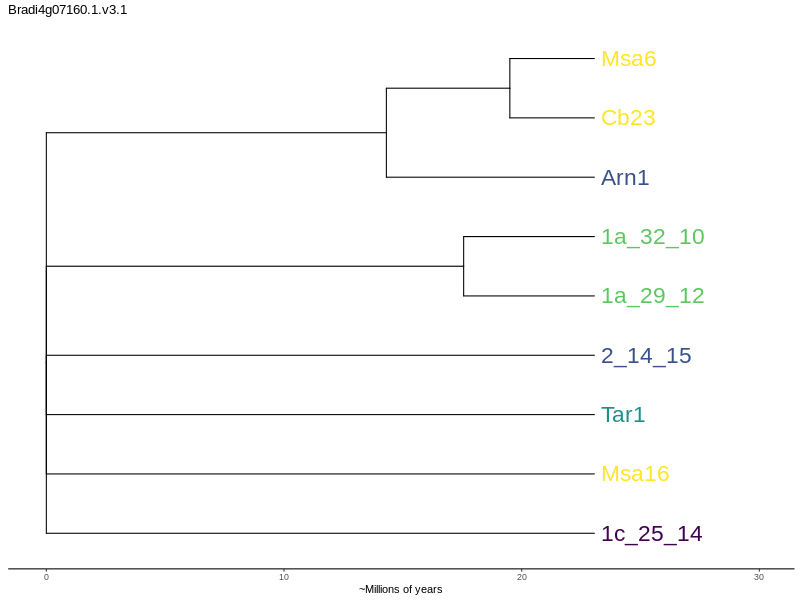 Bradi4g07160.1.v3.1
Msa6
Cb23
Arn1
1a_32_10
1a_29_12
2_14_15
Tar1
Msa16
1c_25_14
0 10 20 30
~Millions of years